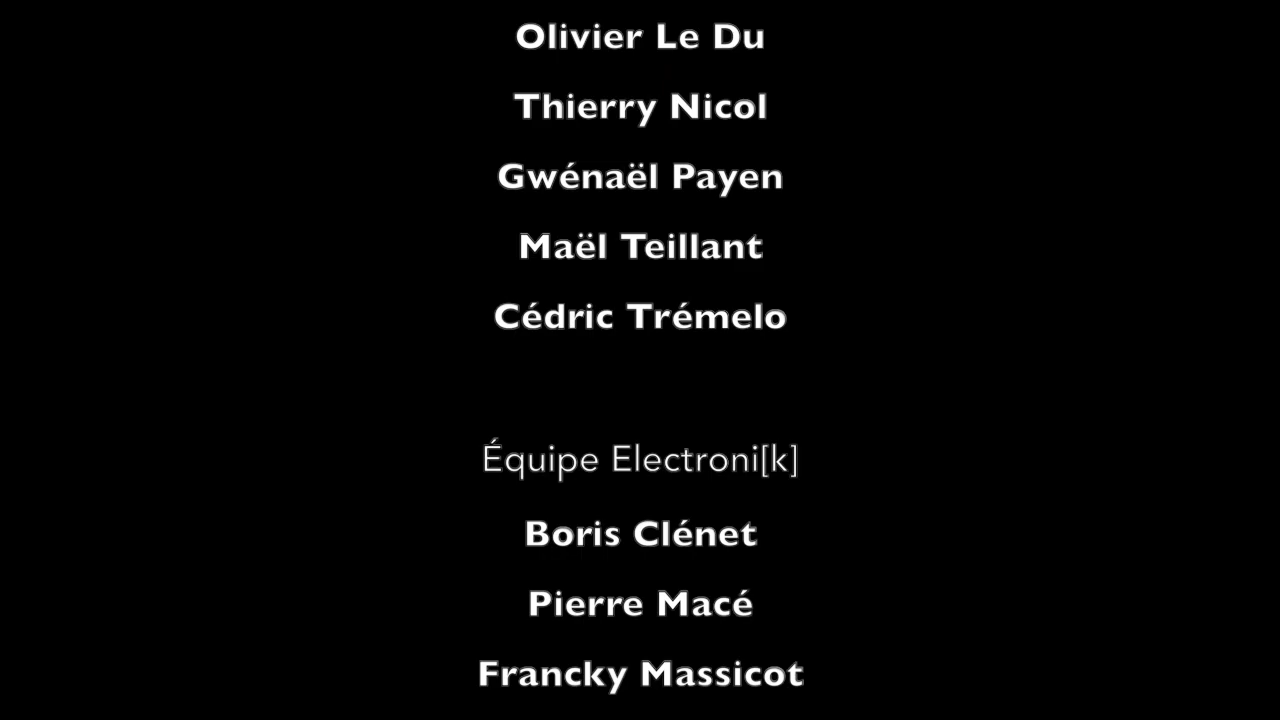 Olivier Le Du
Thierry Nicol
Gwénaël Payen
Maël Teillant
Cédric Trémelo
Équipe Electroni[k]
Boris Clénet
Pierre Macé
Francky Massicot